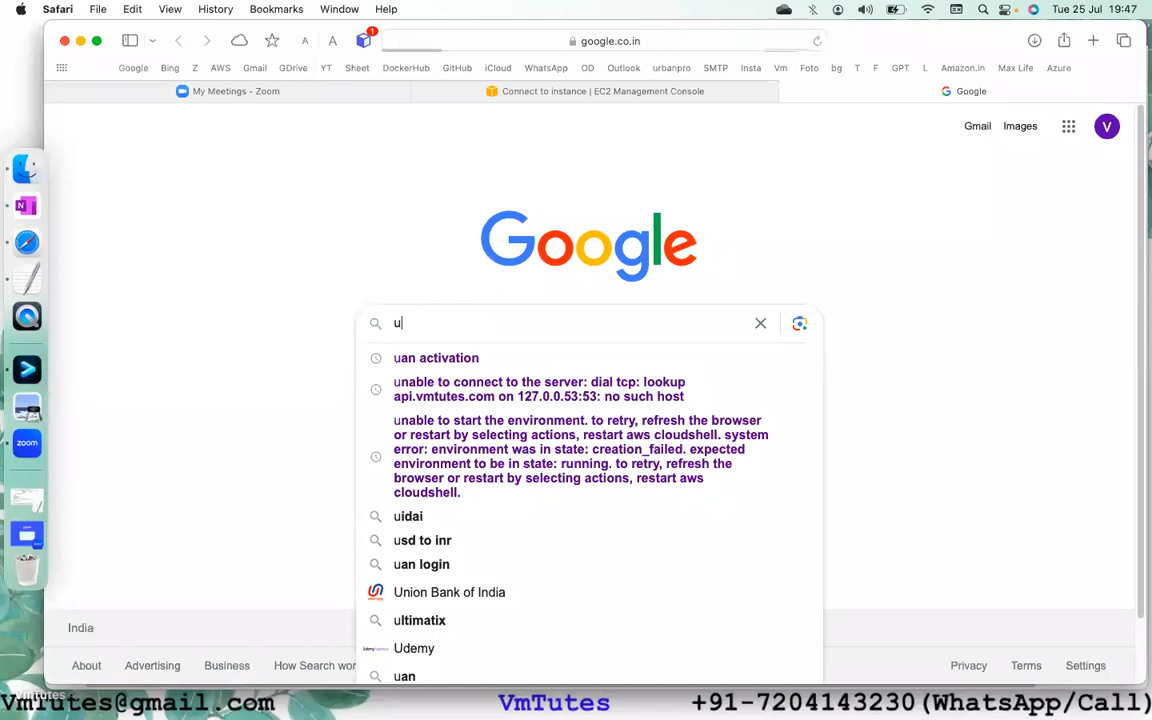 Safari File Edit View History Bookmarks Window Help Tue 25 Jul 19:47
A A 1 google.co.in
Google Bing Z AWS Gmail GDrive YT Sheet DockerHub GitHub iCloud WhatsApp OD Outlook urbanpro SMTP Insta Vm Foto bg T F GPT L Amazon.in Max Life Azure
My Meetings - Zoom Connect to instance | EC2 Management Console Google
Gmail Images V
Google
u
uan activation
unable to connect to the server: dial tcp: lookup
api.vmtutes.com on 127.0.0.53:53: no such host
unable to start the environment. to retry, refresh the browser
or restart by selecting actions, restart aws cloudshell. system
error: environment was in state: creation_failed. expected
environment to be in state: running. to retry, refresh the
browser or restart by selecting actions, restart aws
cloudshell.
uidai
usd to inr
uan login
Union Bank of India
ultimatix
Udemy
uan
zoom
India
About Advertising Business How Search wor Privacy Terms Settings
VmTutes
Vmtutes@gmail.com VmTutes +91-7204143230(WhatsApp/Call)